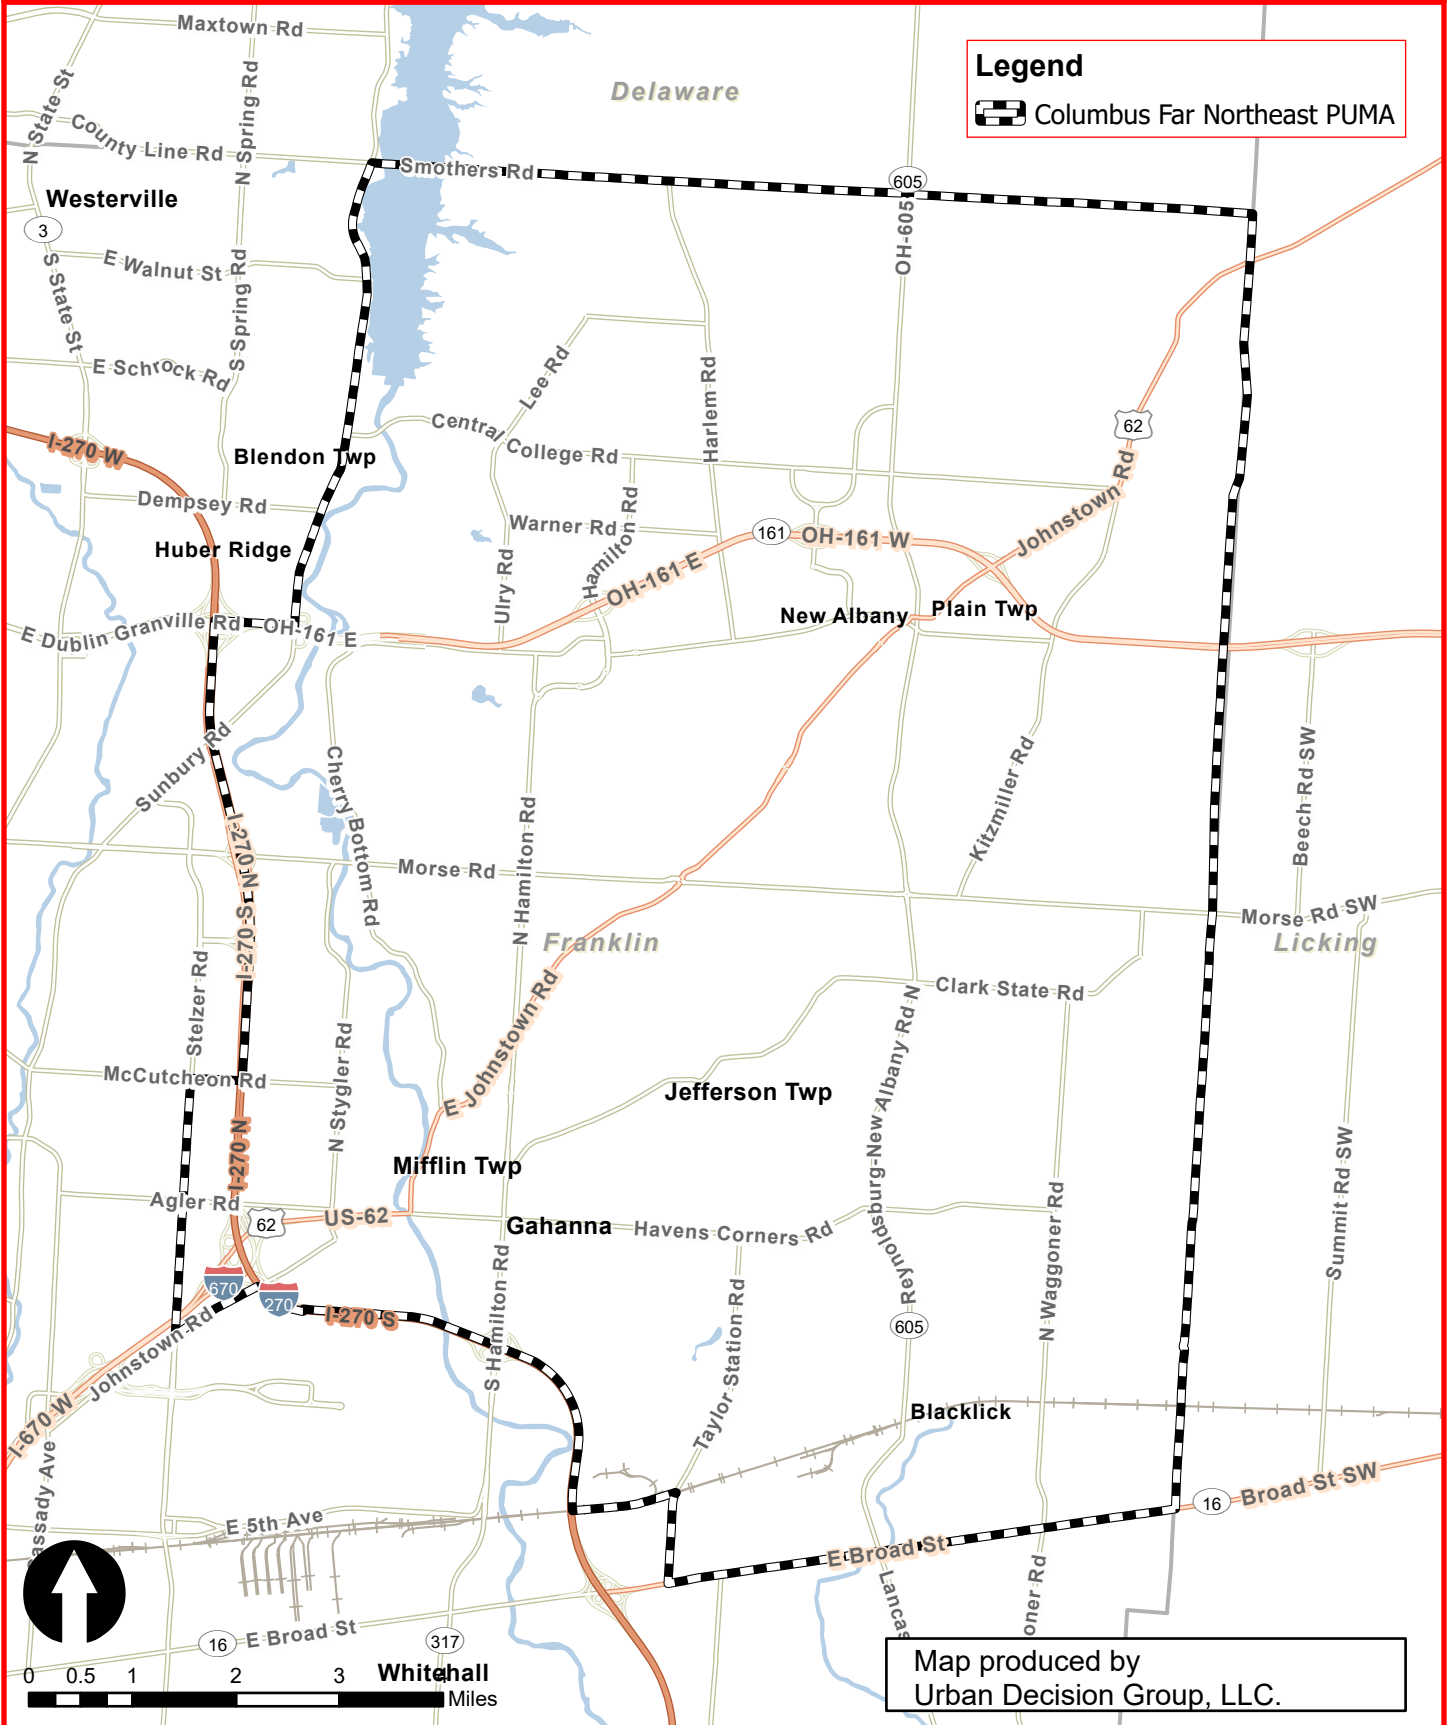 Maxtown Rd
Legend
Columbus Far Northeast PUMA
Delaware
N State St
N Spring Rd
County Line Rd
Smothers Rd
605
Westerville
3
OH-605
E Walnut St
S State St
S Spring Rd
E Schrock Rd
Lee Rd
Harlem Rd
62
Central College Rd
I-270 W
Blendon Twp
Johnstown Rd
Dempsey Rd
Warner Rd
Hamilton Rd
161
OH-161 W
Huber Ridge
Ulry Rd
OH-161 E
New Albany
Plain Twp
E Dublin Granville Rd
OH-161 E
Sunbury Rd
Cherry Bottom Rd
N Hamilton Rd
Kitzmiller Rd
Beech Rd SW
I-270 N
Morse Rd
Morse Rd SW
I-270 S
Franklin
Licking
Stelzer Rd
E Johnstown Rd
Clark State Rd
Reynoldsburg-New Albany Rd N
McCutcheon Rd
N Stygler Rd
Jefferson Twp
I-270 N
Mifflin Twp
Summit Rd SW
Agler Rd
62
US-62
Gahanna
Havens Corners Rd
N Waggoner Rd
670
270
I-270 S
S Hamilton Rd
Taylor Station Rd
605
Johnstown Rd
I-670 W
Blacklick
assady Ave
E 5th Ave
16
Broad St SW
E Broad St
Lancas
oner Rd
16
E Broad St
317
Whitehall
0 0.5 1 2 3 4
Miles
Map produced by
Urban Decision Group, LLC.